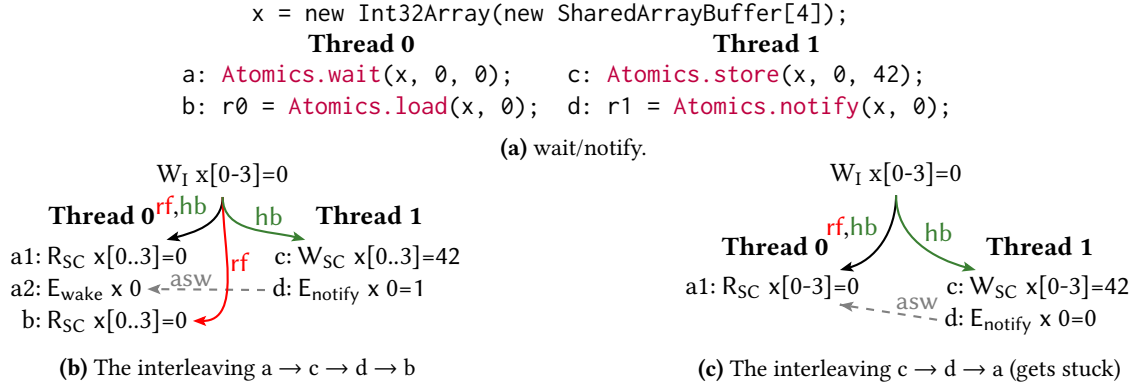 x = new Int32Array(new SharedArrayBuffer[4]);
Thread 0 Thread 1
a: Atomics.wait(x, 0, 0); c: Atomics.store(x, 0, 42);
b: r0 = Atomics.load(x, 0); d: r1 = Atomics.notify(x, 0);
(a) wait/notify.
W_I x[0-3]=0
rf,hb hb
Thread 0 Thread 1
a1: R_SC x[0..3]=0 c: W_SC x[0..3]=42
rf
asw
a2: E_wake x 0 d: E_notify x 0=1
b: R_SC x[0..3]=0
(b) The interleaving a → c → d → b
W_I x[0-3]=0
rf,hb hb
Thread 0 Thread 1
a1: R_SC x[0-3]=0 c: W_SC x[0-3]=42
asw
d: E_notify x 0=0
(c) The interleaving c → d → a (gets stuck)